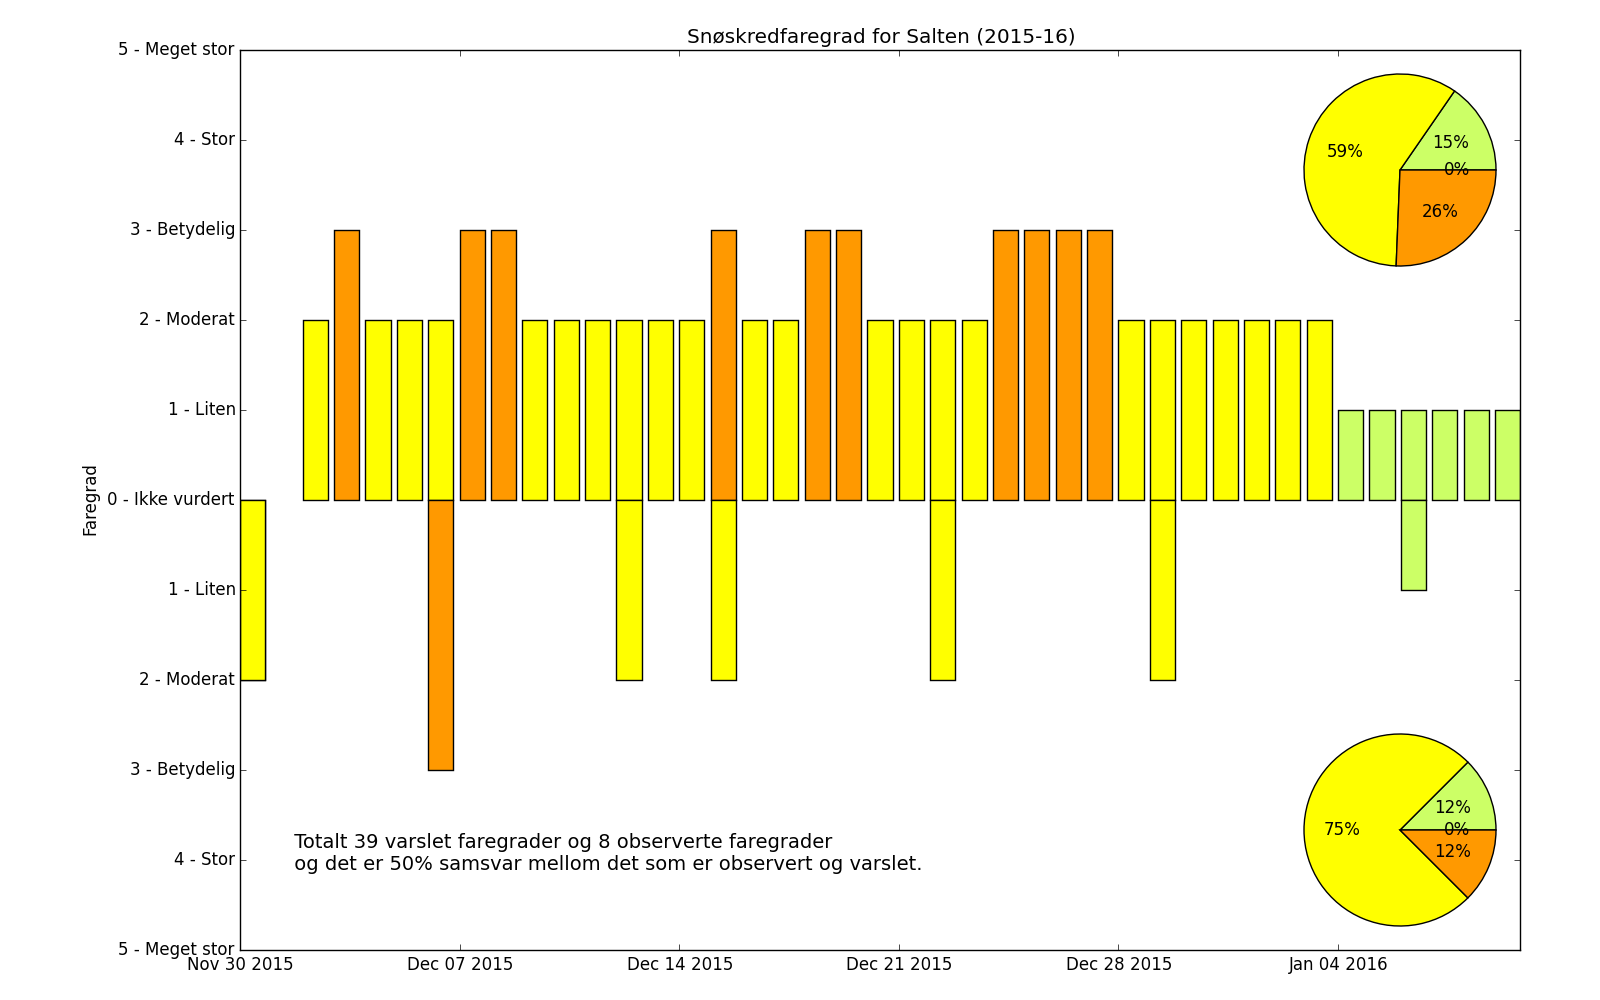 Snøskredfaregrad for Salten (2015-16)
5 - Meget stor
4 - Stor
3 - Betydelig
2 - Moderat
1 - Liten
0 - Ikke vurdert
1 - Liten
2 - Moderat
3 - Betydelig
4 - Stor
5 - Meget stor
Faregrad
59%
15%
0%
26%
75%
12%
0%
12%
Totalt 39 varslet faregrader og 8 observerte faregrader
og det er 50% samsvar mellom det som er observert og varslet.
Nov 30 2015
Dec 07 2015
Dec 14 2015
Dec 21 2015
Dec 28 2015
Jan 04 2016